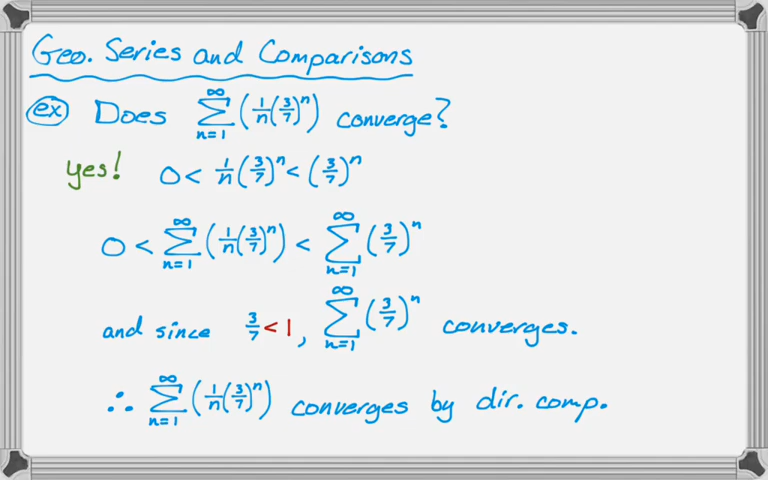 Geo. Series and Comparisons
ex Does ∑_{n=1}^{∞} (1/n (3/7)^n) converge?
yes! 0 < 1/n (3/7)^n < (3/7)^n
0 < ∑_{n=1}^{∞} (1/n (3/7)^n) < ∑_{n=1}^{∞} (3/7)^n
and since 3/7 < 1, ∑_{n=1}^{∞} (3/7)^n converges.
∴ ∑_{n=1}^{∞} (1/n (3/7)^n) converges by dir. comp.